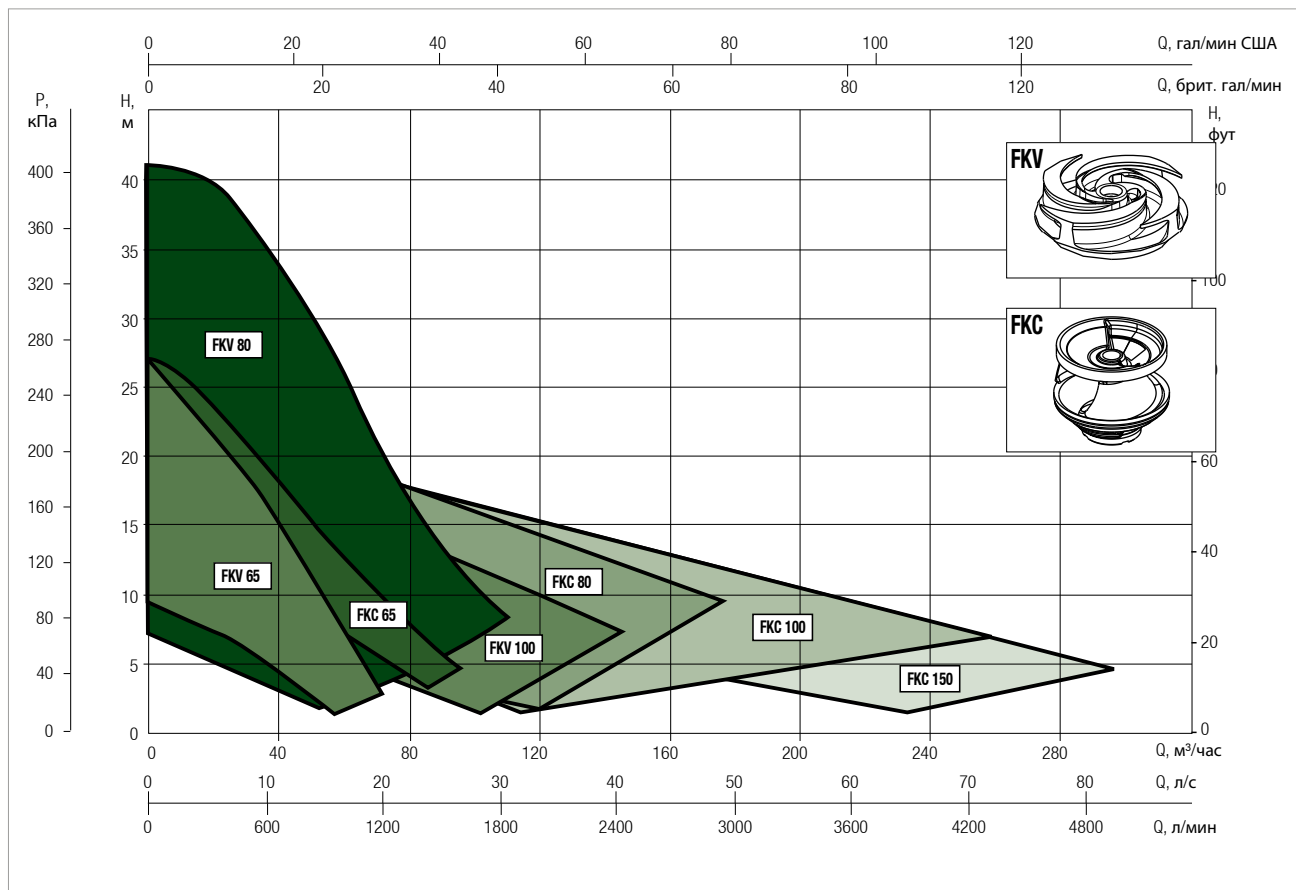 0 20 40 60 80 100 120 Q, гал/мин США
0 20 40 60 80 120 Q, брит. гал/мин
P, кПа
H, м
H, фут
400
360
320
280
240
200
160
120
80
40
0
40
35
30
25
20
15
10
5
0
FKV
20
100
FKC
60
40
20
0
FKV 80
FKV 65
FKC 65
FKC 80
FKV 100
FKC 100
FKC 150
0 40 80 120 160 200 240 280 Q, м³/час
0 10 20 30 40 50 60 70 80 Q, л/с
0 600 1200 1800 2400 3000 3600 4200 4800 Q, л/мин